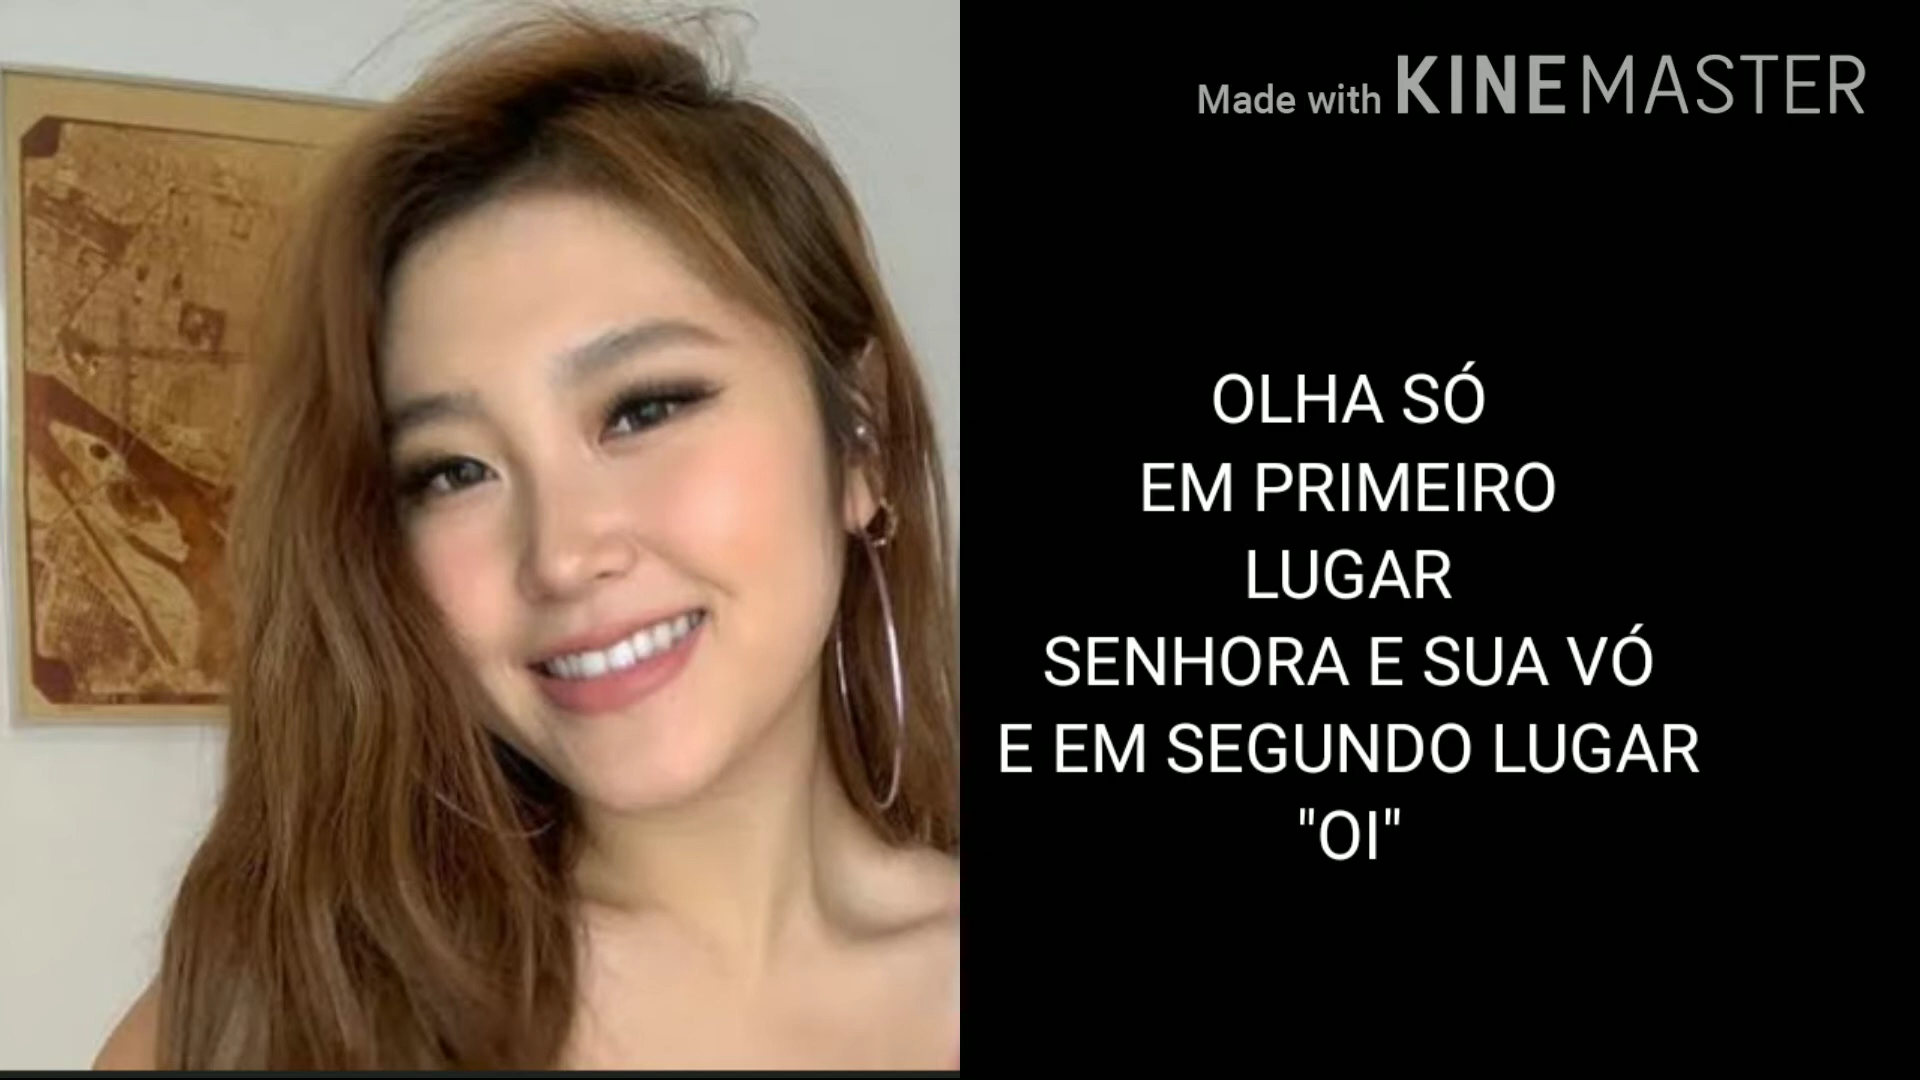 Made with KINEMASTER
OLHA SÓ
EM PRIMEIRO
LUGAR
SENHORA E SUA VÓ
E EM SEGUNDO LUGAR
"OI"